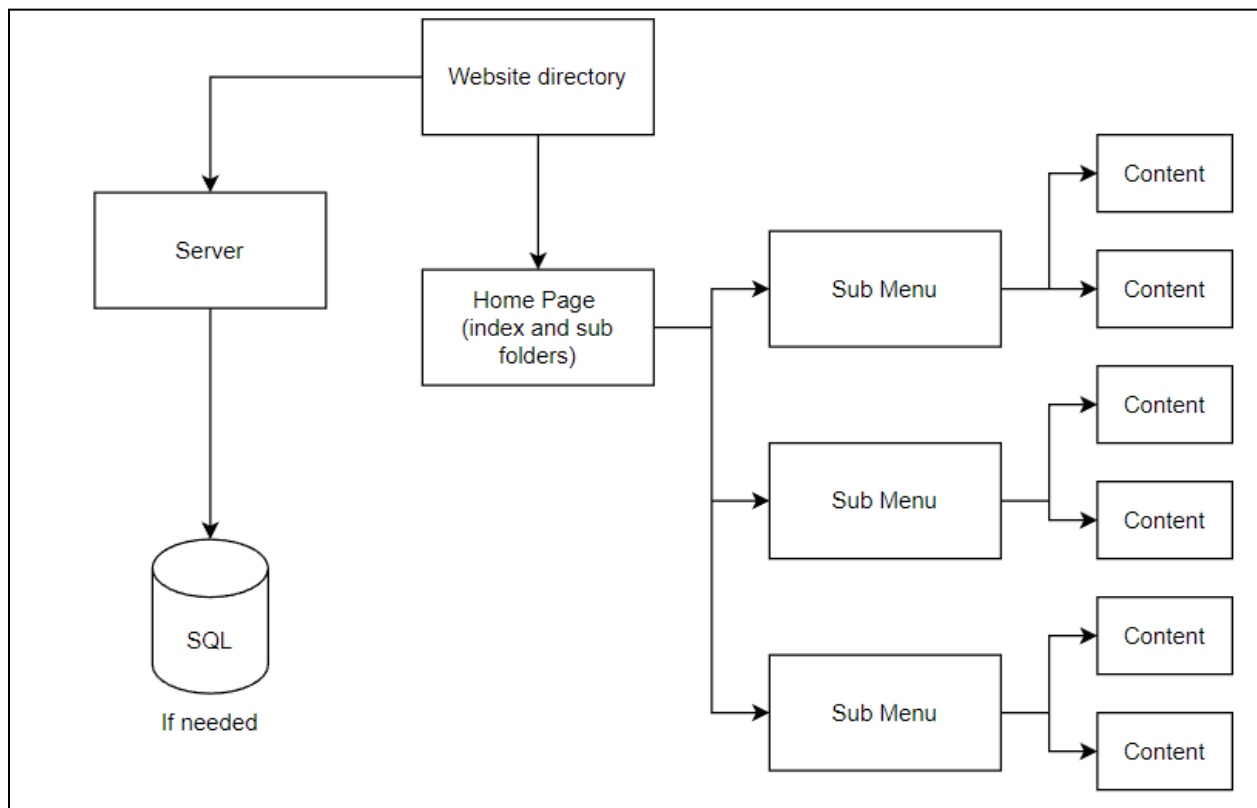 Website directory
Server
Home Page
(index and sub
folders)
SQL
If needed
Sub Menu
Sub Menu
Sub Menu
Content
Content
Content
Content
Content
Content